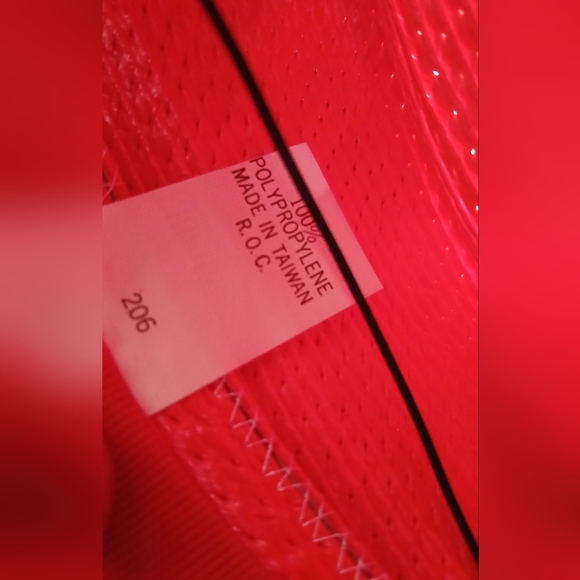 100%
POLYPROPYLENE
MADE IN TAIWAN
R.O.C.
206